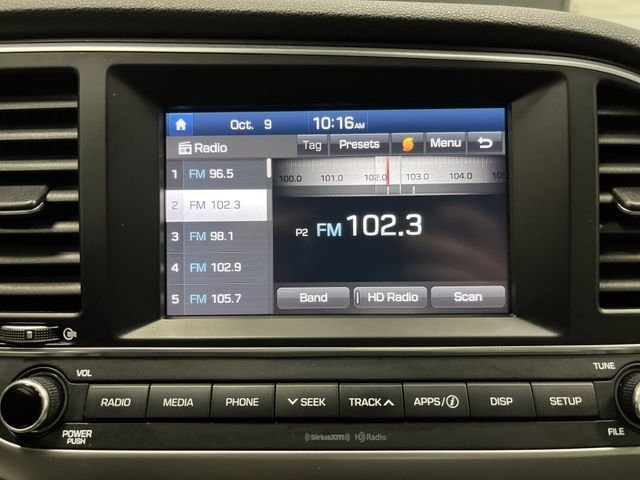 Oct. 9 10:16AM
Radio Tag Presets Menu
1 FM 96.5
2 FM 102.3
3 FM 98.1
4 FM 102.9
5 FM 105.7
100.0 101.0 102.0 103.0 104.0 105
P2 FM 102.3
Band HD Radio Scan
VOL TUNE
RADIO MEDIA PHONE SEEK TRACK APPS/i DISP SETUP
POWER
PUSH
FILE
SiriusXM HD Radio